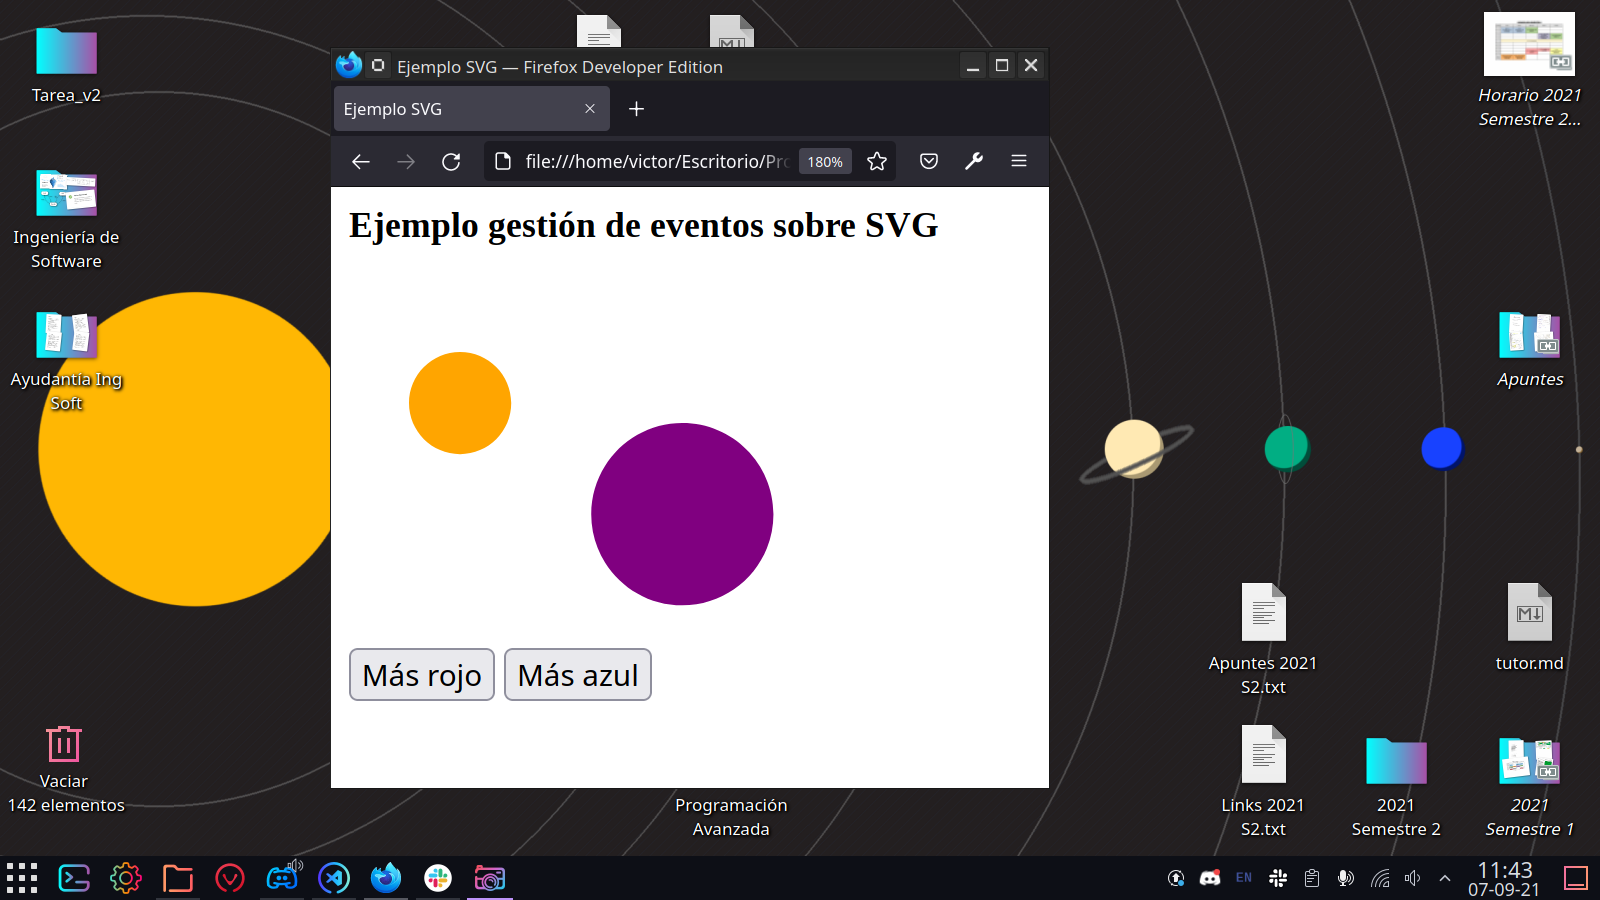 Tarea_v2
Ingeniería de
Software
Ayudantía Ing
Soft
Vaciar
142 elementos
Ejemplo SVG — Firefox Developer Edition
Ejemplo SVG
file:///home/victor/Escritorio/Pro
180%
Ejemplo gestión de eventos sobre SVG
Más rojo
Más azul
Programación
Avanzada
Horario 2021
Semestre 2...
Apuntes
Apuntes 2021
S2.txt
tutor.md
Links 2021
S2.txt
2021
Semestre 2
2021
Semestre 1
EN
11:43
07-09-21